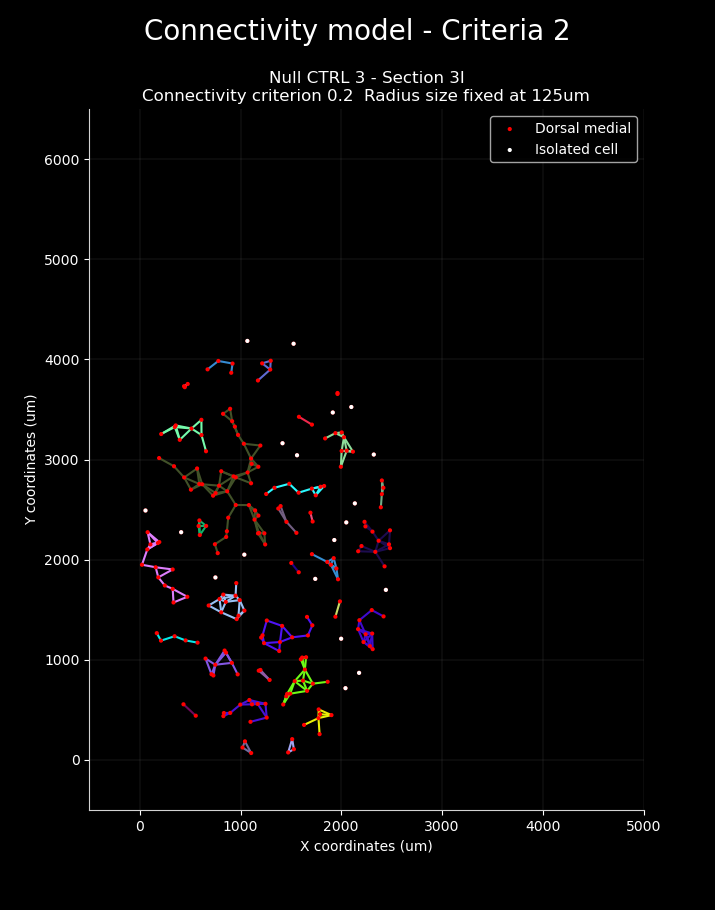 Connectivity model - Criteria 2
Null CTRL 3 - Section 3l
Connectivity criterion 0.2  Radius size fixed at 125um
Dorsal medial
Isolated cell
6000
5000
4000
3000
2000
1000
0
Y coordinates (um)
0
1000
2000
3000
4000
5000
X coordinates (um)